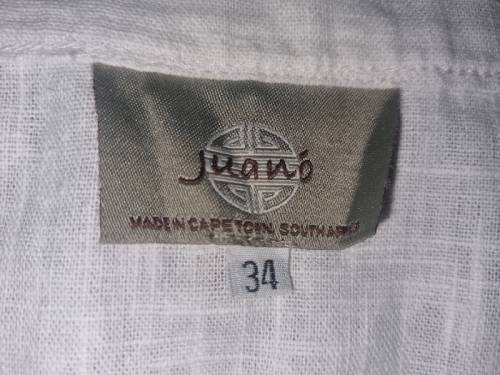 Juanó
MADE IN CAPE TOWN, SOUTH AFRICA
34